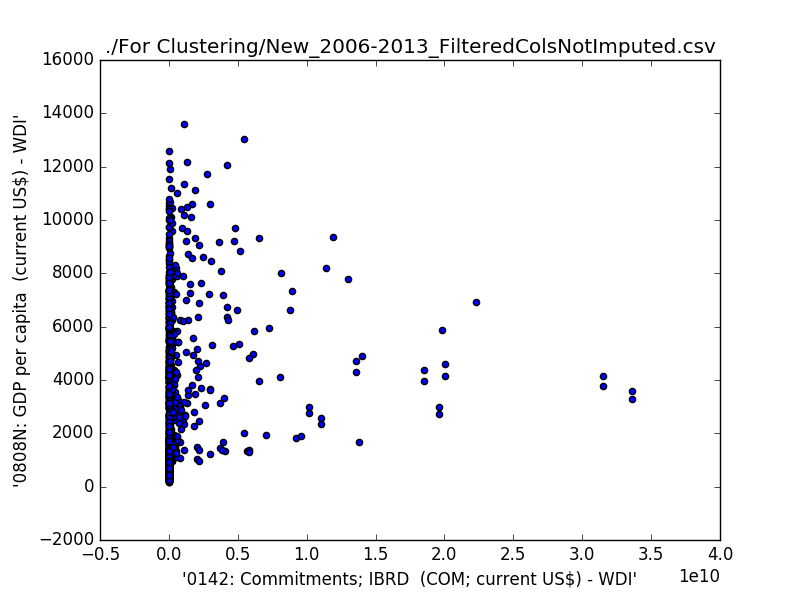 ./For Clustering/New_2006-2013_FilteredColsNotImputed.csv
16000
14000
12000
10000
8000
6000
4000
2000
0
−2000
'0808N: GDP per capita  (current US$) - WDI'
−0.5 0.0 0.5 1.0 1.5 2.0 2.5 3.0 3.5 4.0
1e10
'0142: Commitments; IBRD  (COM; current US$) - WDI'